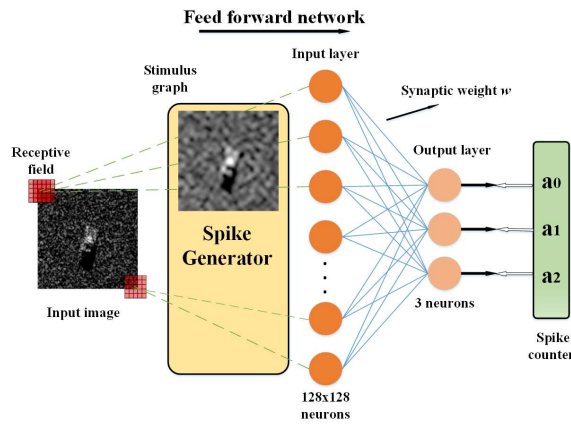 Feed forward network
Input layer
Stimulus
graph
Synaptic weight w
Receptive
field
Output layer
a0
a1
a2
Spike
Generator
Input image
3 neurons
Spike
counter
128x128
neurons